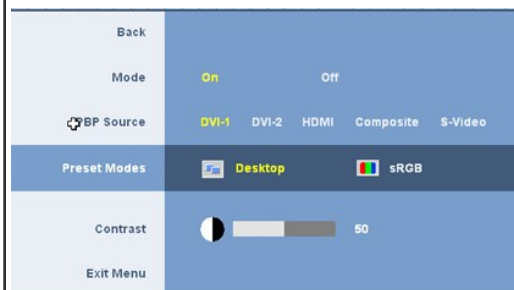 Back
Mode On Off
PBP Source DVI-1 DVI-2 HDMI Composite S-Video
Preset Modes Desktop sRGB
Contrast 50
Exit Menu